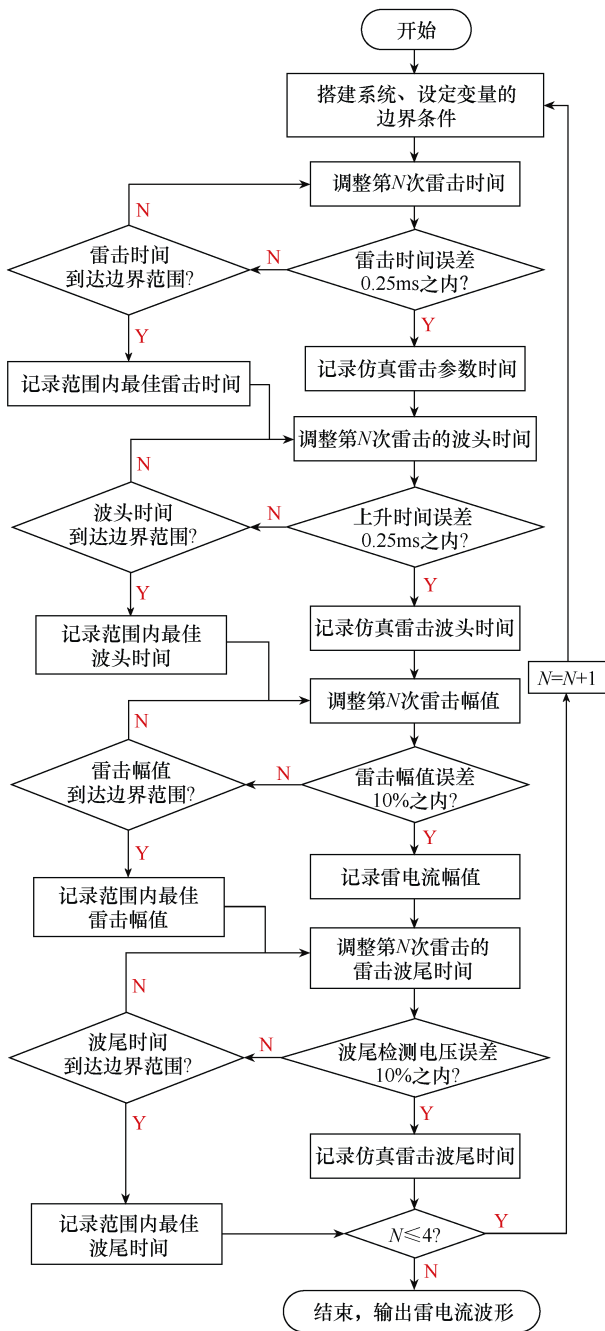 开始
搭建系统、设定变量的
边界条件
调整第N次雷击时间
N
雷击时间
到达边界范围?
N
雷击时间误差
0.25ms之内?
Y
Y
记录仿真雷击参数时间
记录范围内最佳雷击时间
调整第N次雷击的波头时间
N
波头时间
到达边界范围?
N
上升时间误差
0.25ms之内?
Y
Y
记录范围内最佳
波头时间
记录仿真雷击波头时间
N=N+1
调整第N次雷击幅值
N
雷击幅值
到达边界范围?
N
雷击幅值误差
10%之内?
Y
Y
记录雷电流幅值
记录范围内最佳
雷击幅值
调整第N次雷击的
雷击波尾时间
N
波尾时间
到达边界范围?
N
波尾检测电压误差
10%之内?
Y
Y
记录仿真雷击波尾时间
记录范围内最佳
波尾时间
N≤4?
Y
N
结束，输出雷电流波形